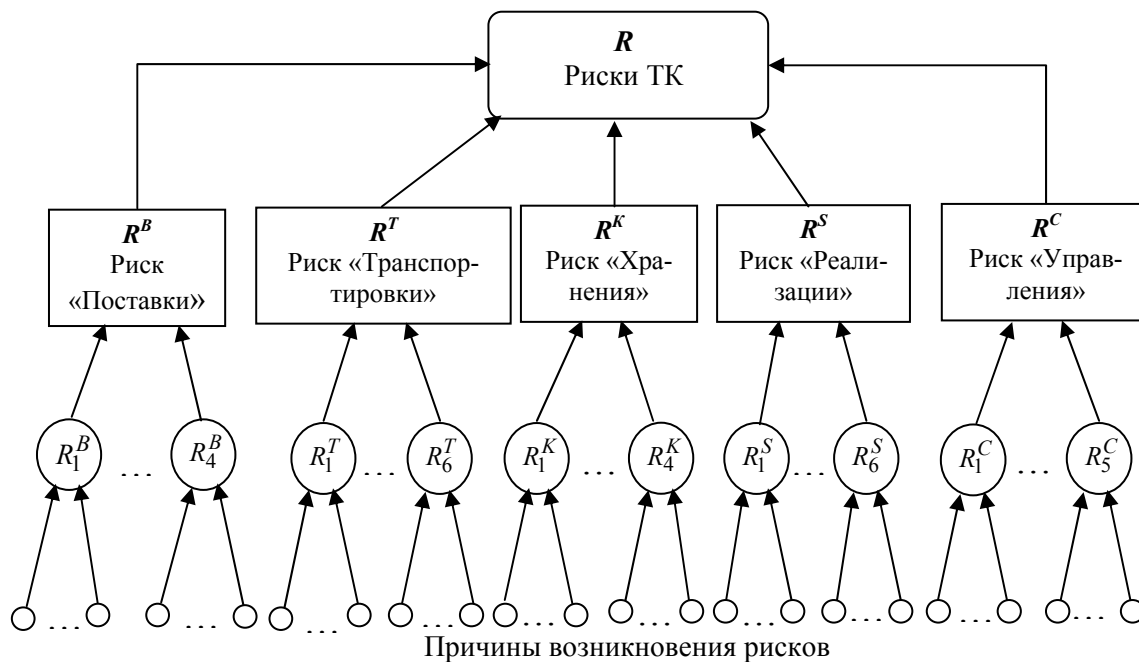 R
Риски ТК
R^B
Риск
«Поставки»
R^T
Риск «Транспор-
тировки»
R^K
Риск «Хра-
нения»
R^S
Риск «Реали-
зации»
R^C
Риск «Управ-
ления»
R_1^B ... R_4^B R_1^T ... R_6^T R_1^K ... R_4^K R_1^S ... R_6^S R_1^C ... R_5^C
... ... ... ... ... ... ... ... ... ...
Причины возникновения рисков